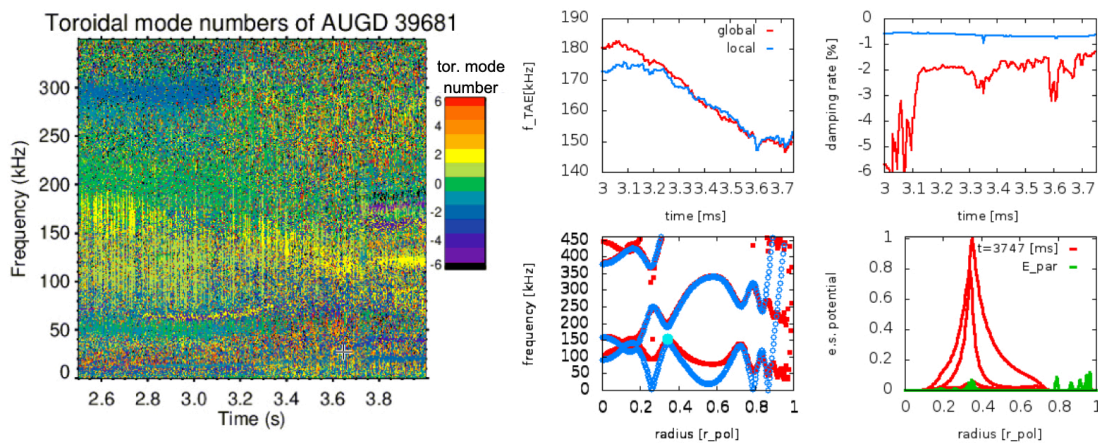 Toroidal mode numbers of AUGD 39681
Frequency (kHz)
300
250
200
150
100
50
0
2.6 2.8 3.0 3.2 3.4 3.6 3.8
Time (s)
tor. mode
number
6
4
2
0
-2
-4
-6
f_TAE[kHz]
190
180
170
160
150
140
global
local
3 3.1 3.2 3.3 3.4 3.5 3.6 3.7
time [ms]
damping rate [%]
0
-1
-2
-3
-4
-5
-6
3 3.1 3.2 3.3 3.4 3.5 3.6 3.7
time [ms]
frequency [kHz]
450
400
350
300
250
200
150
100
50
0
0 0.2 0.4 0.6 0.8 1
radius [r_pol]
e.s. potential
1
0.8
0.6
0.4
0.2
0
t=3747 [ms]
E_par
0 0.2 0.4 0.6 0.8 1
radius [r_pol]